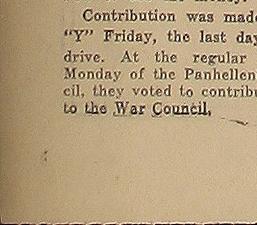 Contribution was made
"Y" Friday, the last day
drive. At the regular
Monday of the Panhellen
cil, they voted to contribu
to the War Council.